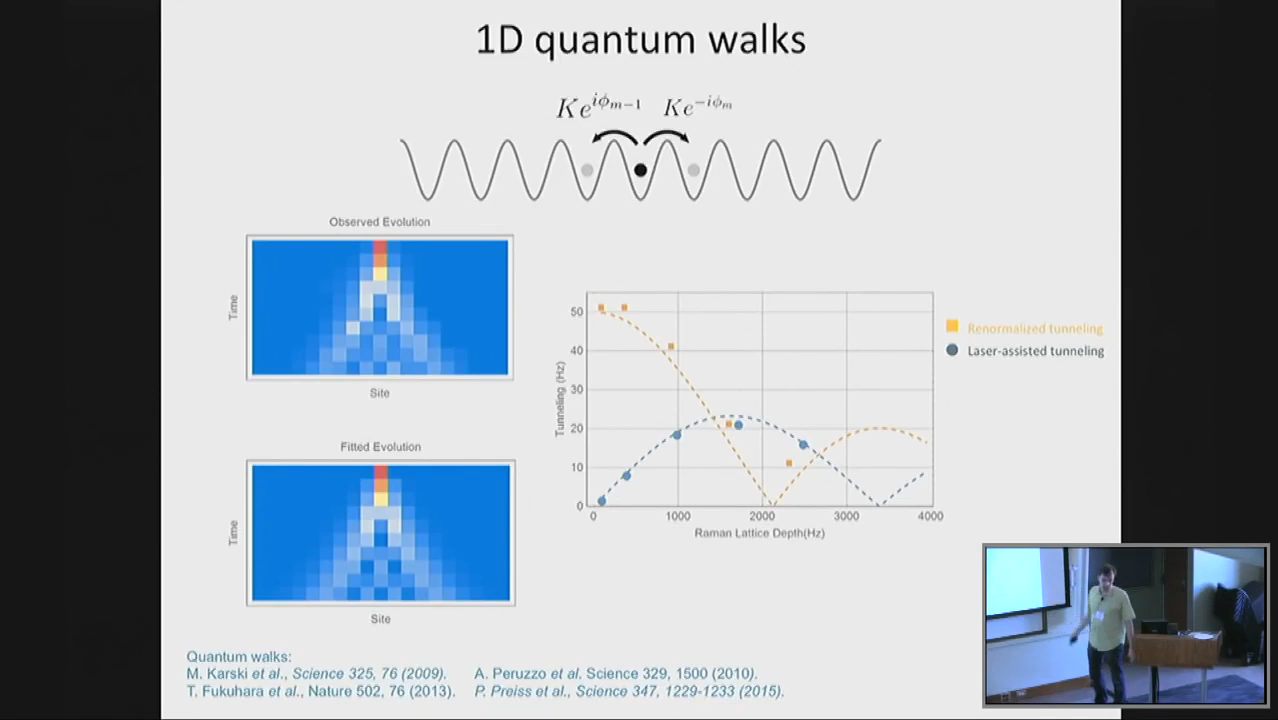 1D quantum walks
Ke^{iϕ_{m−1}} Ke^{−iϕ_m}
Observed Evolution
Time
Site
Fitted Evolution
Time
Site
Tunneling (Hz)
50
40
30
20
10
0
0 1000 2000 3000 4000
Raman Lattice Depth(Hz)
Renormalized tunneling
Laser-assisted tunneling
Quantum walks:
M. Karski et al., Science 325, 76 (2009). A. Peruzzo et al. Science 329, 1500 (2010).
T. Fukuhara et al., Nature 502, 76 (2013). P. Preiss et al., Science 347, 1229-1233 (2015).